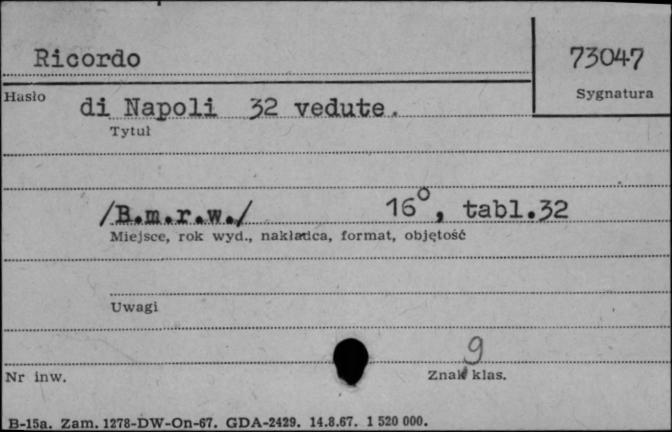 Ricordo
73047
Hasło
Sygnatura
di Napoli 32 vedute.
Tytuł
/B.m.r.w./ 16°, tabl.32
Miejsce, rok wyd., nakładca, format, objętość
Uwagi
9
Nr inw.
Znak klas.
B-15a. Zam. 1278-DW-On-67. GDA-2429. 14.8.67. 1 520 000.